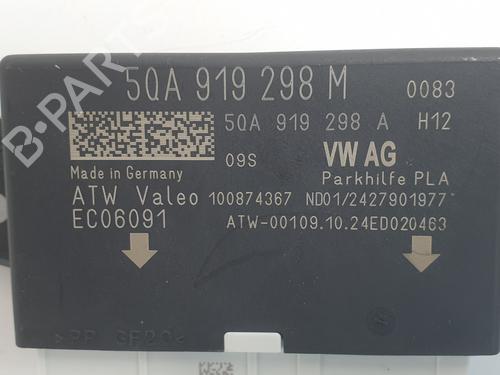 5QA 919 298 M 0083
5QA 919 298 A H12
09S VW AG
Made in Germany Parkhilfe PLA
ATW Valeo 100874367 ND01/2427901977
EC06091 ATW-00109.10.24ED020463
B-PARTS